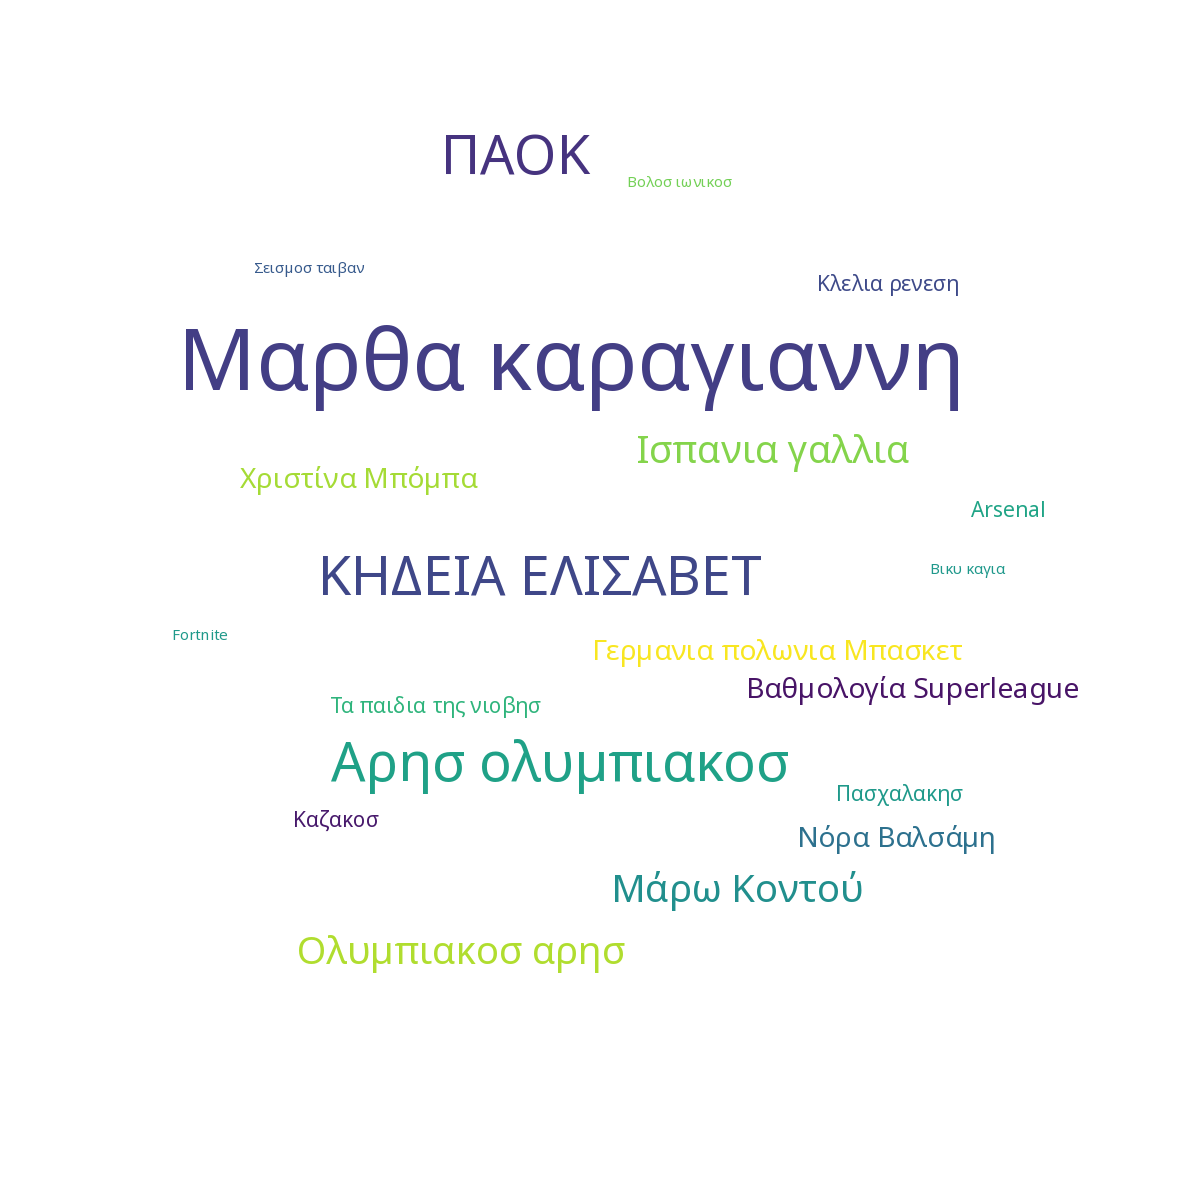 ΠΑΟΚ
Βολοσ ιωνικοσ
Σεισμοσ ταιβαν
Κλελια ρενεση
Μαρθα καραγιαννη
Ισπανια γαλλια
Χριστίνα Μπόμπα
Arsenal
ΚΗΔΕΙΑ ΕΛΙΣΑΒΕΤ
Βικυ καγια
Fortnite
Γερμανια πολωνια Μπασκετ
Βαθμολογία Superleague
Τα παιδια της νιοβησ
Αρησ ολυμπιακοσ
Πασχαλακησ
Καζακοσ
Νόρα Βαλσάμη
Μάρω Κοντού
Ολυμπιακοσ αρησ